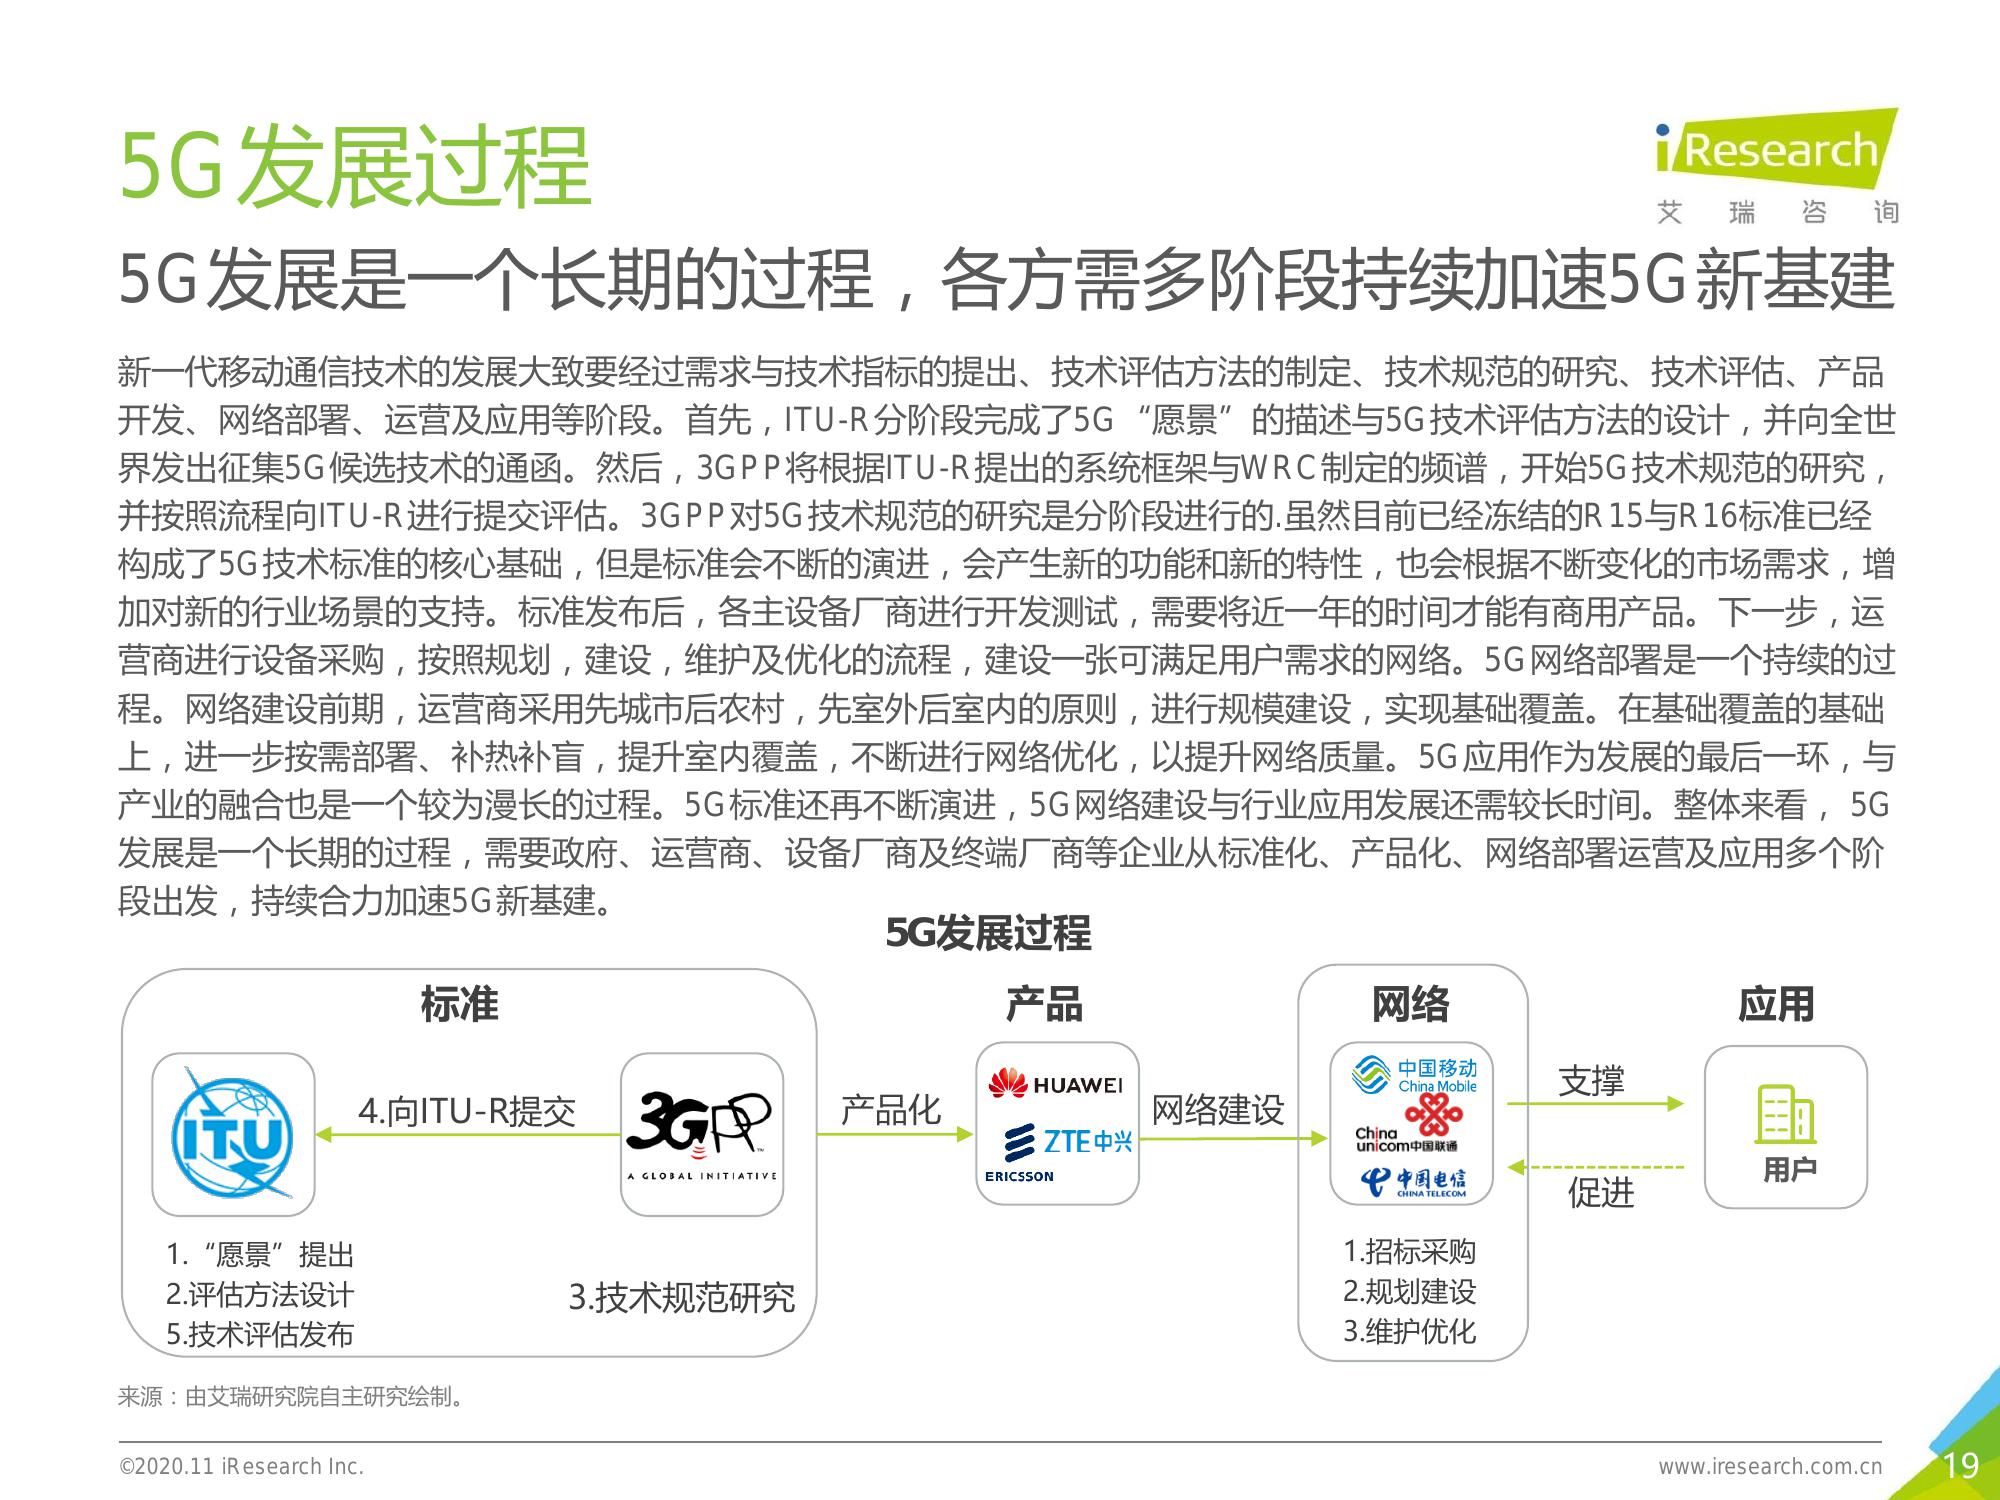 5G发展过程
iResearch
艾瑞咨询
5G发展是一个长期的过程，各方需多阶段持续加速5G新基建
新一代移动通信技术的发展大致要经过需求与技术指标的提出、技术评估方法的制定、技术规范的研究、技术评估、产品
开发、网络部署、运营及应用等阶段。首先，ITU-R分阶段完成了5G“愿景”的描述与5G技术评估方法的设计，并向全世
界发出征集5G候选技术的通函。然后，3GPP将根据ITU-R提出的系统框架与WRC制定的频谱，开始5G技术规范的研究，
并按照流程向ITU-R进行提交评估。3GPP对5G技术规范的研究是分阶段进行的.虽然目前已经冻结的R15与R16标准已经
构成了5G技术标准的核心基础，但是标准会不断的演进，会产生新的功能和新的特性，也会根据不断变化的市场需求，增
加对新的行业场景的支持。标准发布后，各主设备厂商进行开发测试，需要将近一年的时间才能有商用产品。下一步，运
营商进行设备采购，按照规划，建设，维护及优化的流程，建设一张可满足用户需求的网络。5G网络部署是一个持续的过
程。网络建设前期，运营商采用先城市后农村，先室外后室内的原则，进行规模建设，实现基础覆盖。在基础覆盖的基础
上，进一步按需部署、补热补盲，提升室内覆盖，不断进行网络优化，以提升网络质量。5G应用作为发展的最后一环，与
产业的融合也是一个较为漫长的过程。5G标准还再不断演进，5G网络建设与行业应用发展还需较长时间。整体来看，5G
发展是一个长期的过程，需要政府、运营商、设备厂商及终端厂商等企业从标准化、产品化、网络部署运营及应用多个阶
段出发，持续合力加速5G新基建。
5G发展过程
标准
ITU
4.向ITU-R提交
3GPP
™
A GLOBAL INITIATIVE
1.“愿景”提出
2.评估方法设计
5.技术评估发布
3.技术规范研究
产品化
产品
HUAWEI
ZTE中兴
ERICSSON
网络建设
网络
中国移动
China Mobile
China
unicom中国联通
中国电信
CHINA TELECOM
1.招标采购
2.规划建设
3.维护优化
支撑
促进
应用
用户
来源：由艾瑞研究院自主研究绘制。
©2020.11 iResearch Inc.
www.iresearch.com.cn
19